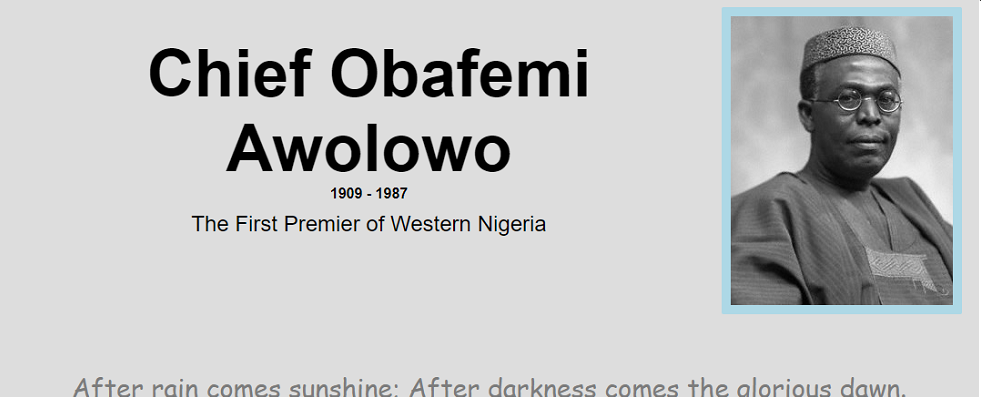 Chief Obafemi
Awolowo
1909 - 1987
The First Premier of Western Nigeria
After rain comes sunshine; After darkness comes the glorious dawn.